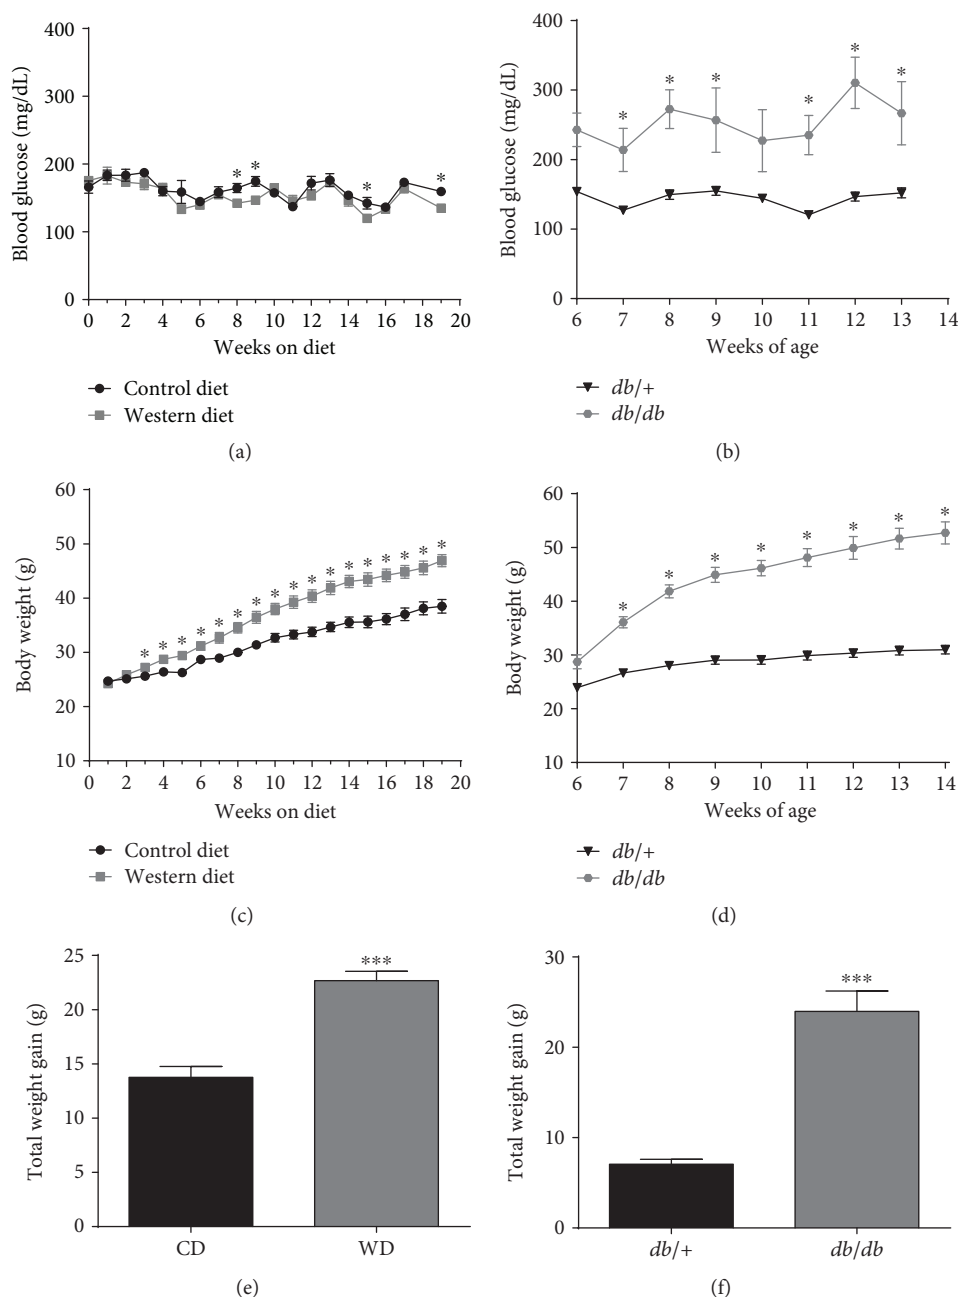 Blood glucose (mg/dL)
400
300
200
100
0
* * * *
0 2 4 6 8 10 12 14 16 18 20
Weeks on diet
Control diet
Western diet
(a)
Blood glucose (mg/dL)
400
300
200
100
0
* * * * * *
6 7 8 9 10 11 12 13 14
Weeks of age
db/+
db/db
(b)
Body weight (g)
60
50
40
30
20
10
* * * * * * * * * * * * * * * * *
0 2 4 6 8 10 12 14 16 18 20
Weeks on diet
Control diet
Western diet
(c)
Body weight (g)
60
50
40
30
20
10
* * * * * * * *
6 7 8 9 10 11 12 13 14
Weeks of age
db/+
db/db
(d)
Total weight gain (g)
25
20
15
10
5
0
***
CD WD
(e)
Total weight gain (g)
30
20
10
0
***
db/+ db/db
(f)